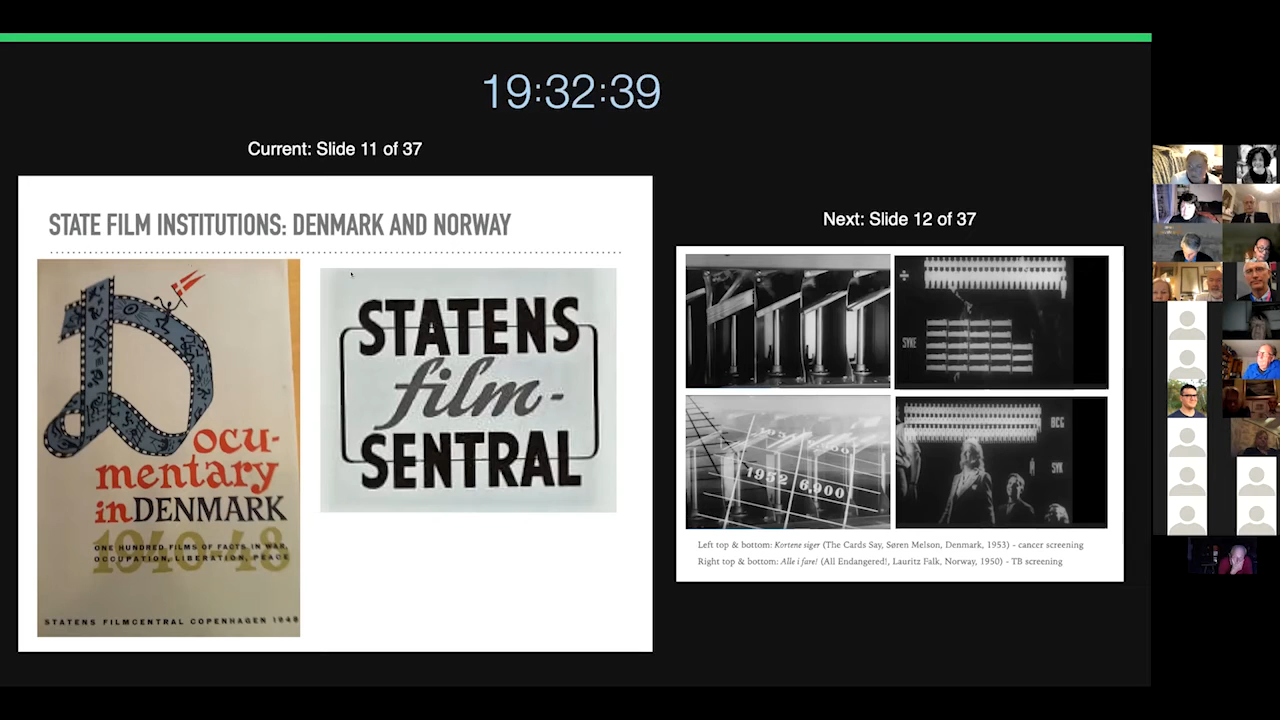 19:32:39
Current: Slide 11 of 37
STATE FILM INSTITUTIONS: DENMARK AND NORWAY
Docu-
mentary
in DENMARK
1940-48
ONE HUNDRED FILMS OF FACTS IN WAR,
OCCUPATION, LIBERATION, PEACE
STATENS FILMCENTRAL COPENHAGEN 1948
STATENS
film-
SENTRAL
Next: Slide 12 of 37
SYKE
1952 6,900
BCG
SYK
Left top & bottom: Kortene siger (The Cards Say, Søren Melson, Denmark, 1953) - cancer screening
Right top & bottom: Alle i fare! (All Endangered!, Lauritz Falk, Norway, 1950) - TB screening